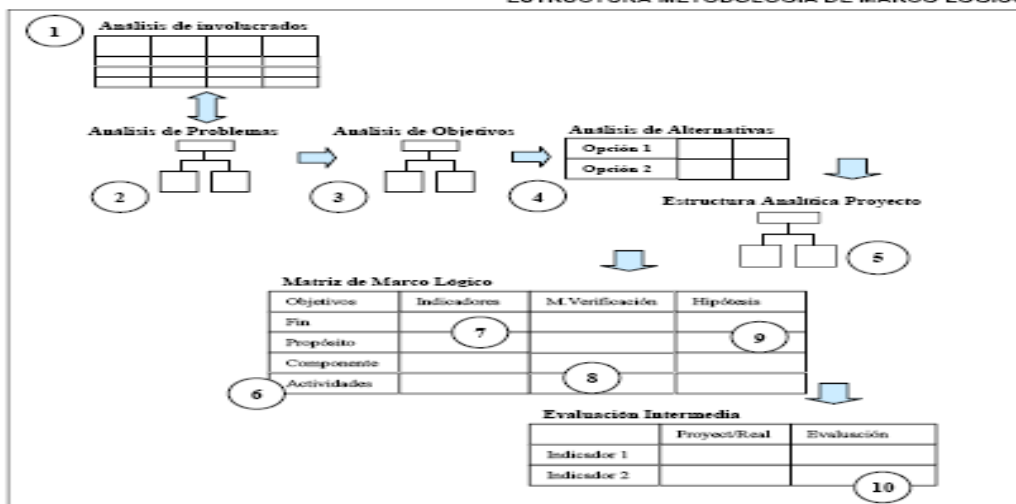 ESTRUCTURA METODOLOGIA DE MARCO LOGICO
1 Análisis de involucrados
Análisis de Problemas
2
Análisis de Objetivos
3
Análisis de Alternativas
Opción 1
Opción 2
4
Estructura Analítica Proyecto
5
Matriz de Marco Lógico
Objetivos Indicadores M.Verificación Hipótesis
Fin
7
Propósito
9
Componente
8
Actividades
6
Evaluación Intermedia
Proyect/Real Evaluación
Indicador 1
Indicador 2
10